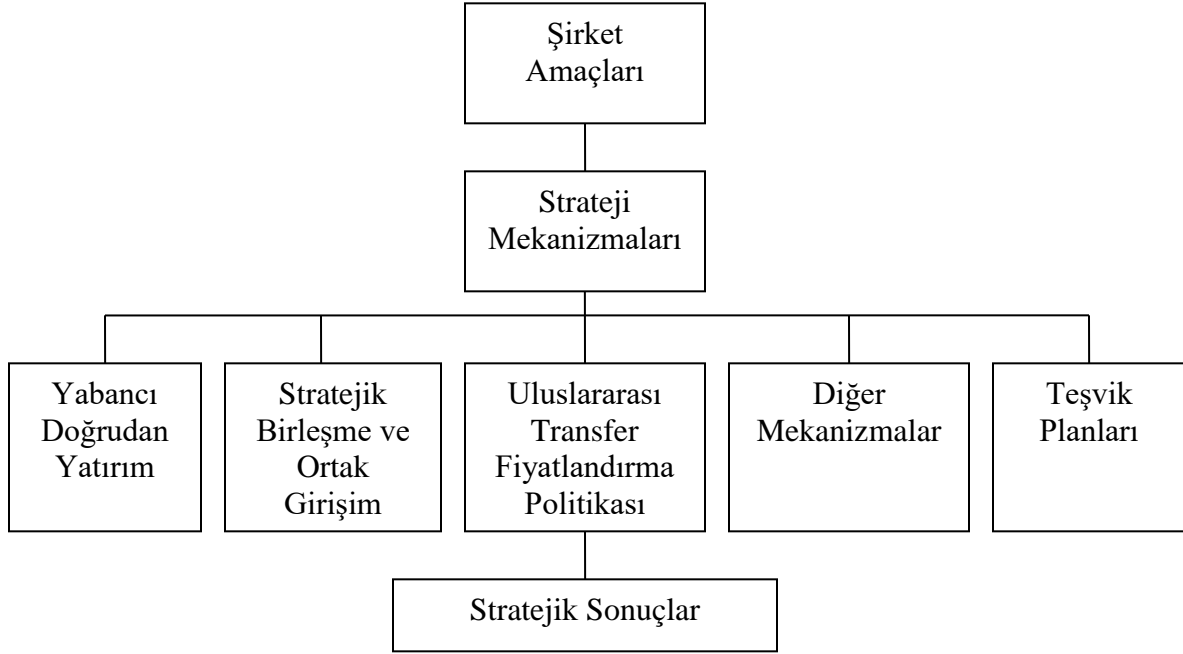 Şirket
Amaçları
Strateji
Mekanizmaları
Yabancı
Doğrudan
Yatırım
Stratejik
Birleşme ve
Ortak
Girişim
Uluslararası
Transfer
Fiyatlandırma
Politikası
Diğer
Mekanizmalar
Teşvik
Planları
Stratejik Sonuçlar